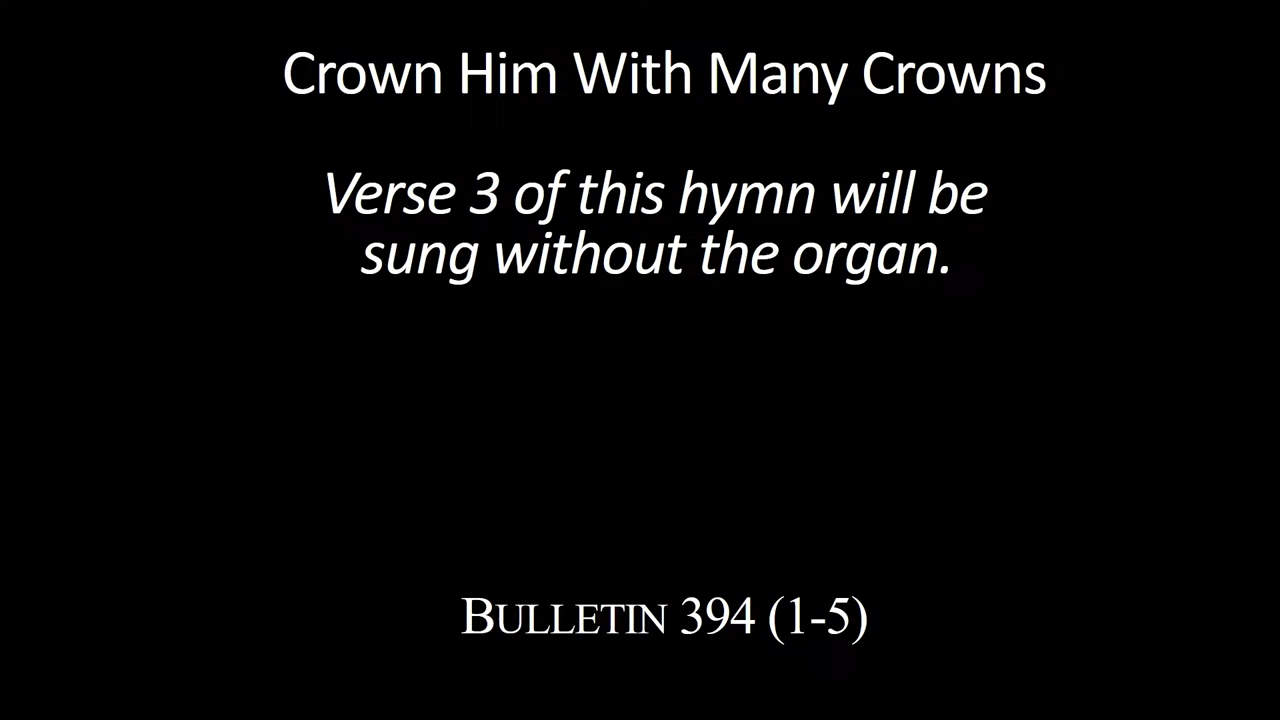 Crown Him With Many Crowns
Verse 3 of this hymn will be
sung without the organ.
BULLETIN 394 (1-5)